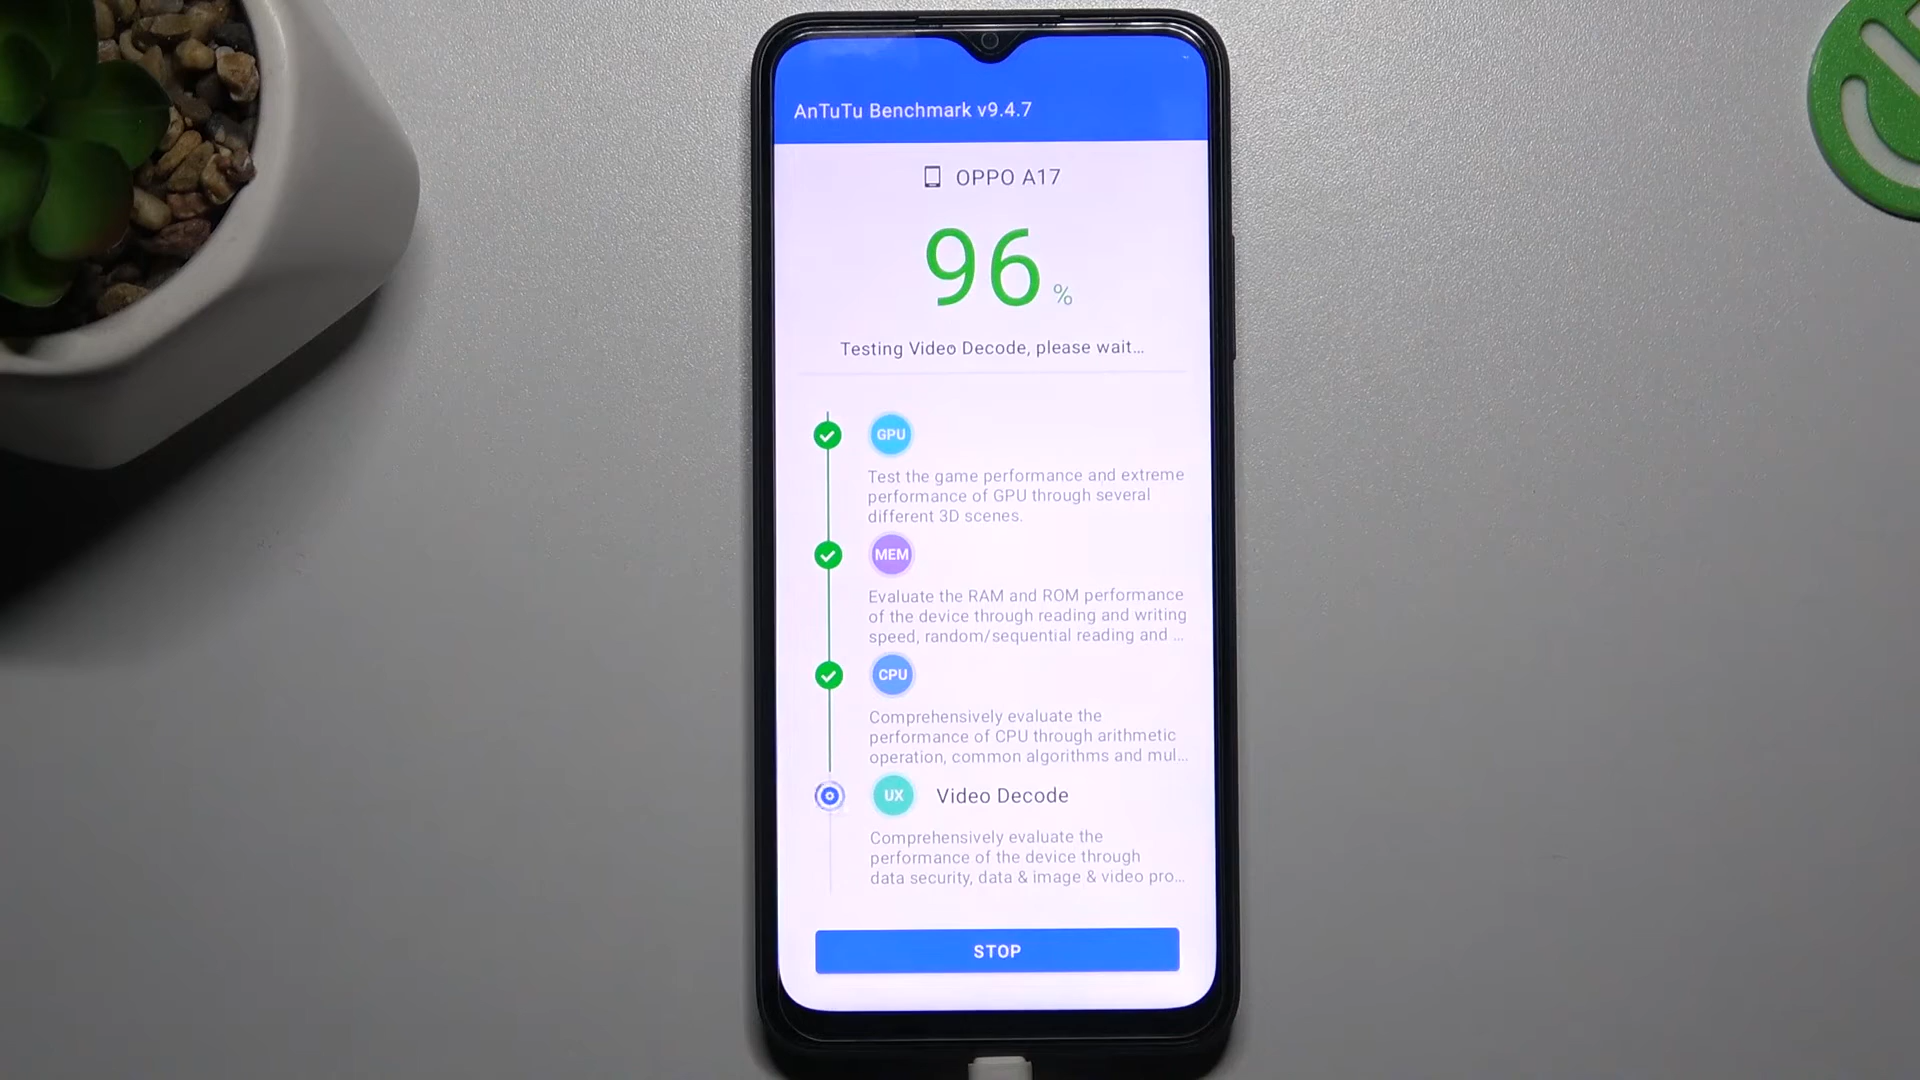 AnTuTu Benchmark v9.4.7
OPPO A17
96 %
Testing Video Decode, please wait...
GPU
Test the game performance and extreme
performance of GPU through several
different 3D scenes.
MEM
Evaluate the RAM and ROM performance
of the device through reading and writing
speed, random/sequential reading and ...
CPU
Comprehensively evaluate the
performance of CPU through arithmetic
operation, common algorithms and mul...
UX Video Decode
Comprehensively evaluate the
performance of the device through
data security, data & image & video pro...
STOP